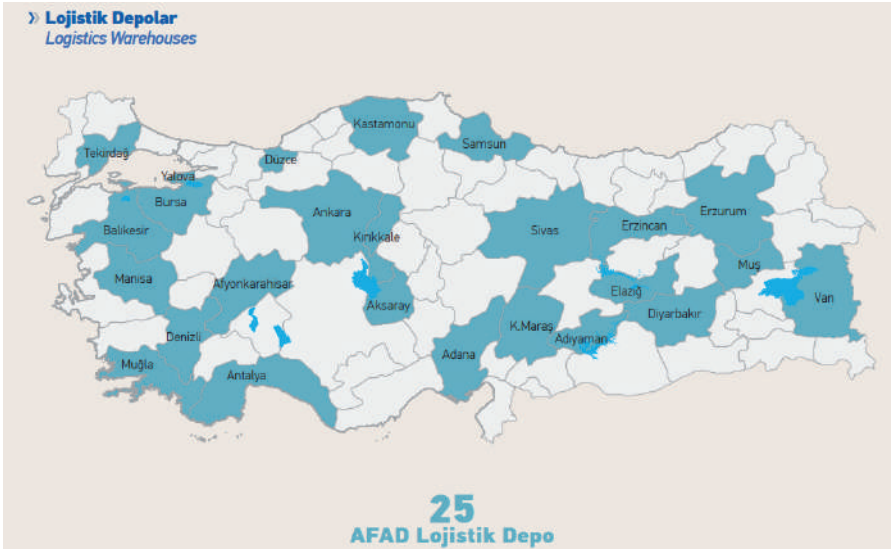 » Lojistik Depolar
Logistics Warehouses
Kastamonu
Samsun
Tekirdağ
Düzce
Yalova
Bursa
Ankara
Erzurum
Balıkesir
Kırıkkale
Sivas
Erzincan
Manisa
Afyonkarahisar
Muş
Elazığ
Van
Aksaray
Diyarbakır
K.Maraş
Denizli
Adıyaman
Muğla
Antalya
Adana
25
AFAD Lojistik Depo